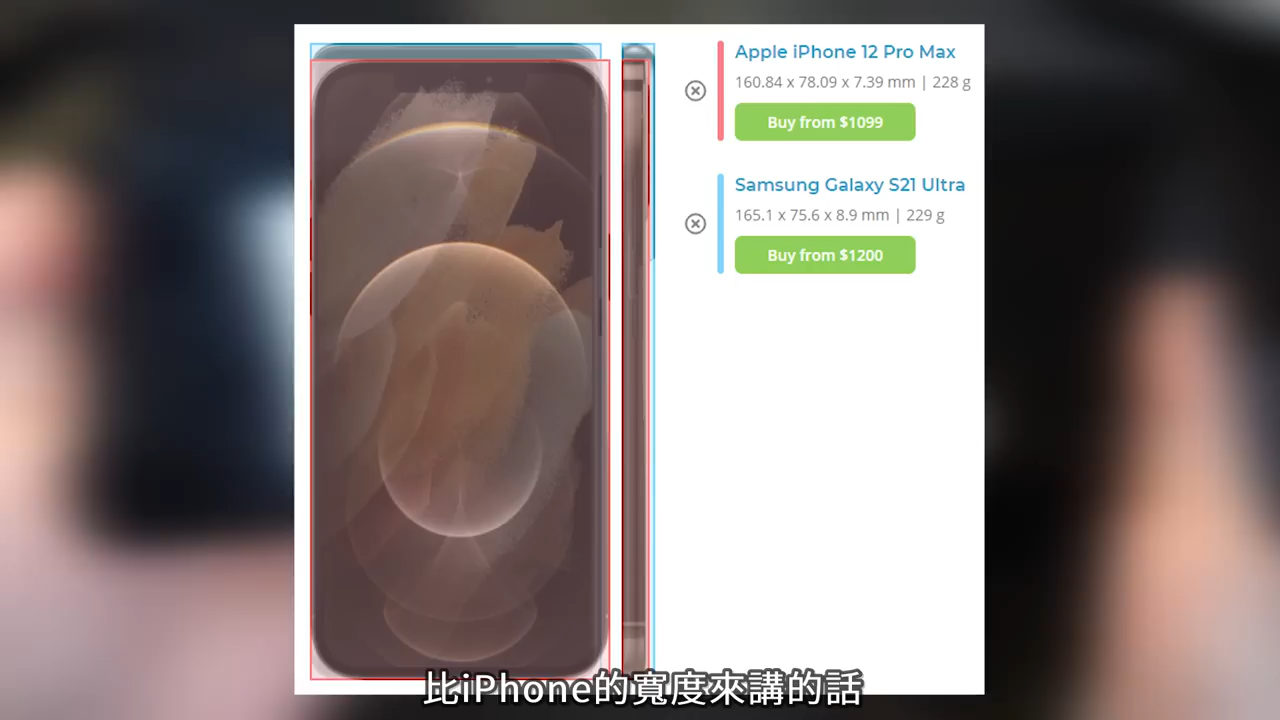 Apple iPhone 12 Pro Max
160.84 x 78.09 x 7.39 mm | 228 g
Buy from $1099
Samsung Galaxy S21 Ultra
165.1 x 75.6 x 8.9 mm | 229 g
Buy from $1200
比iPhone的寬度來講的話